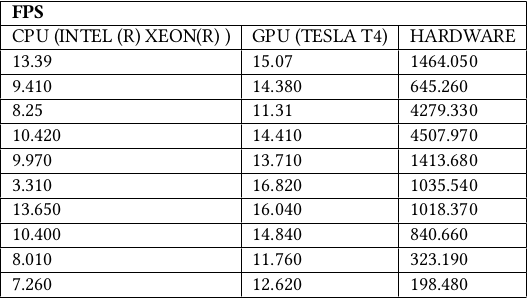 FPS
CPU (INTEL (R) XEON(R) ) GPU (TESLA T4) HARDWARE
13.39 15.07 1464.050
9.410 14.380 645.260
8.25 11.31 4279.330
10.420 14.410 4507.970
9.970 13.710 1413.680
3.310 16.820 1035.540
13.650 16.040 1018.370
10.400 14.840 840.660
8.010 11.760 323.190
7.260 12.620 198.480